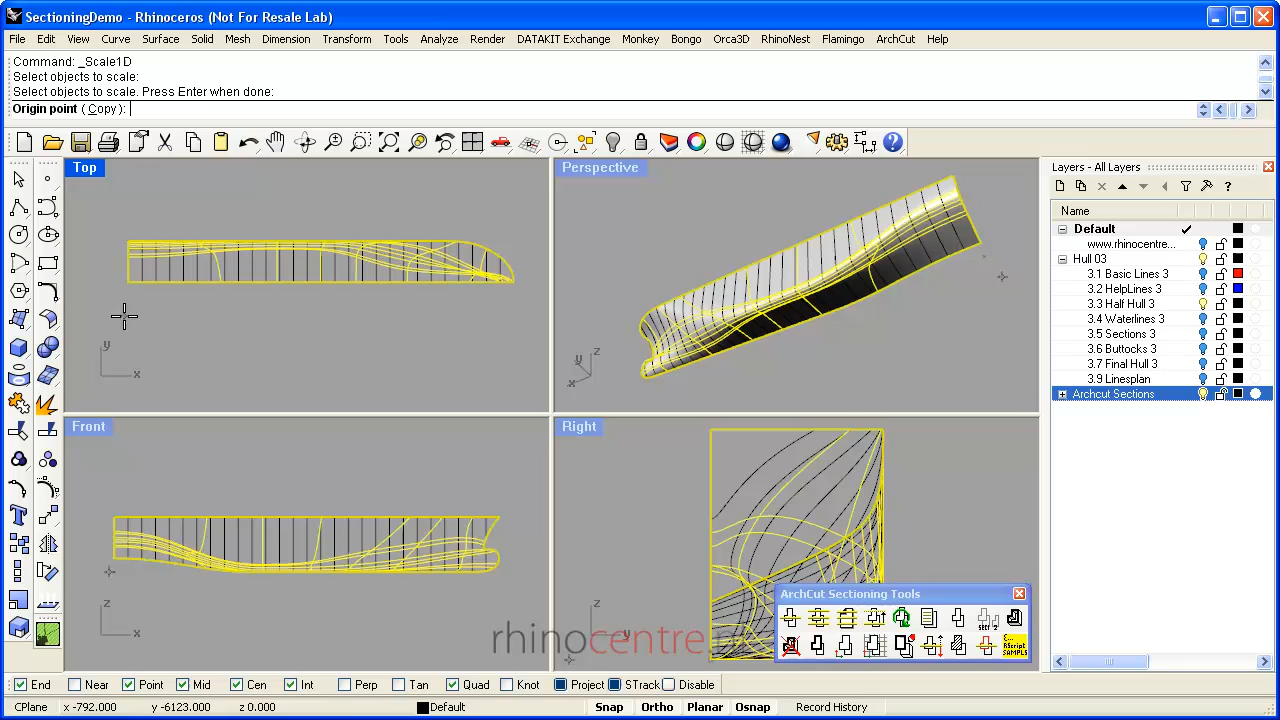 SectioningDemo - Rhinoceros (Not For Resale Lab)
File Edit View Curve Surface Solid Mesh Dimension Transform Tools Analyze Render DATAKIT Exchange Monkey Bongo Orca3D RhinoNest Flamingo ArchCut Help
Command: _Scale1D
Select objects to scale:
Select objects to scale. Press Enter when done:
Origin point ( Copy ):
Top
Perspective
Layers - All Layers
Name
Default
www.rhinocentre...
Hull 03
3.1 Basic Lines 3
3.2 HelpLines 3
3.3 Half Hull 3
3.4 Waterlines 3
3.5 Sections 3
3.6 Buttocks 3
3.7 Final Hull 3
3.9 Linesplan
Archcut Sections
y
x
z
y
x
Front
Right
ArchCut Sectioning Tools
SECT 2
C...
RScript
SAMPLS
z
x
z
y
rhinocentre.
End Near Point Mid Cen Int Perp Tan Quad Knot Project STrack Disable
CPlane x -792.000 y -6123.000 z 0.000 Default Snap Ortho Planar Osnap Record History